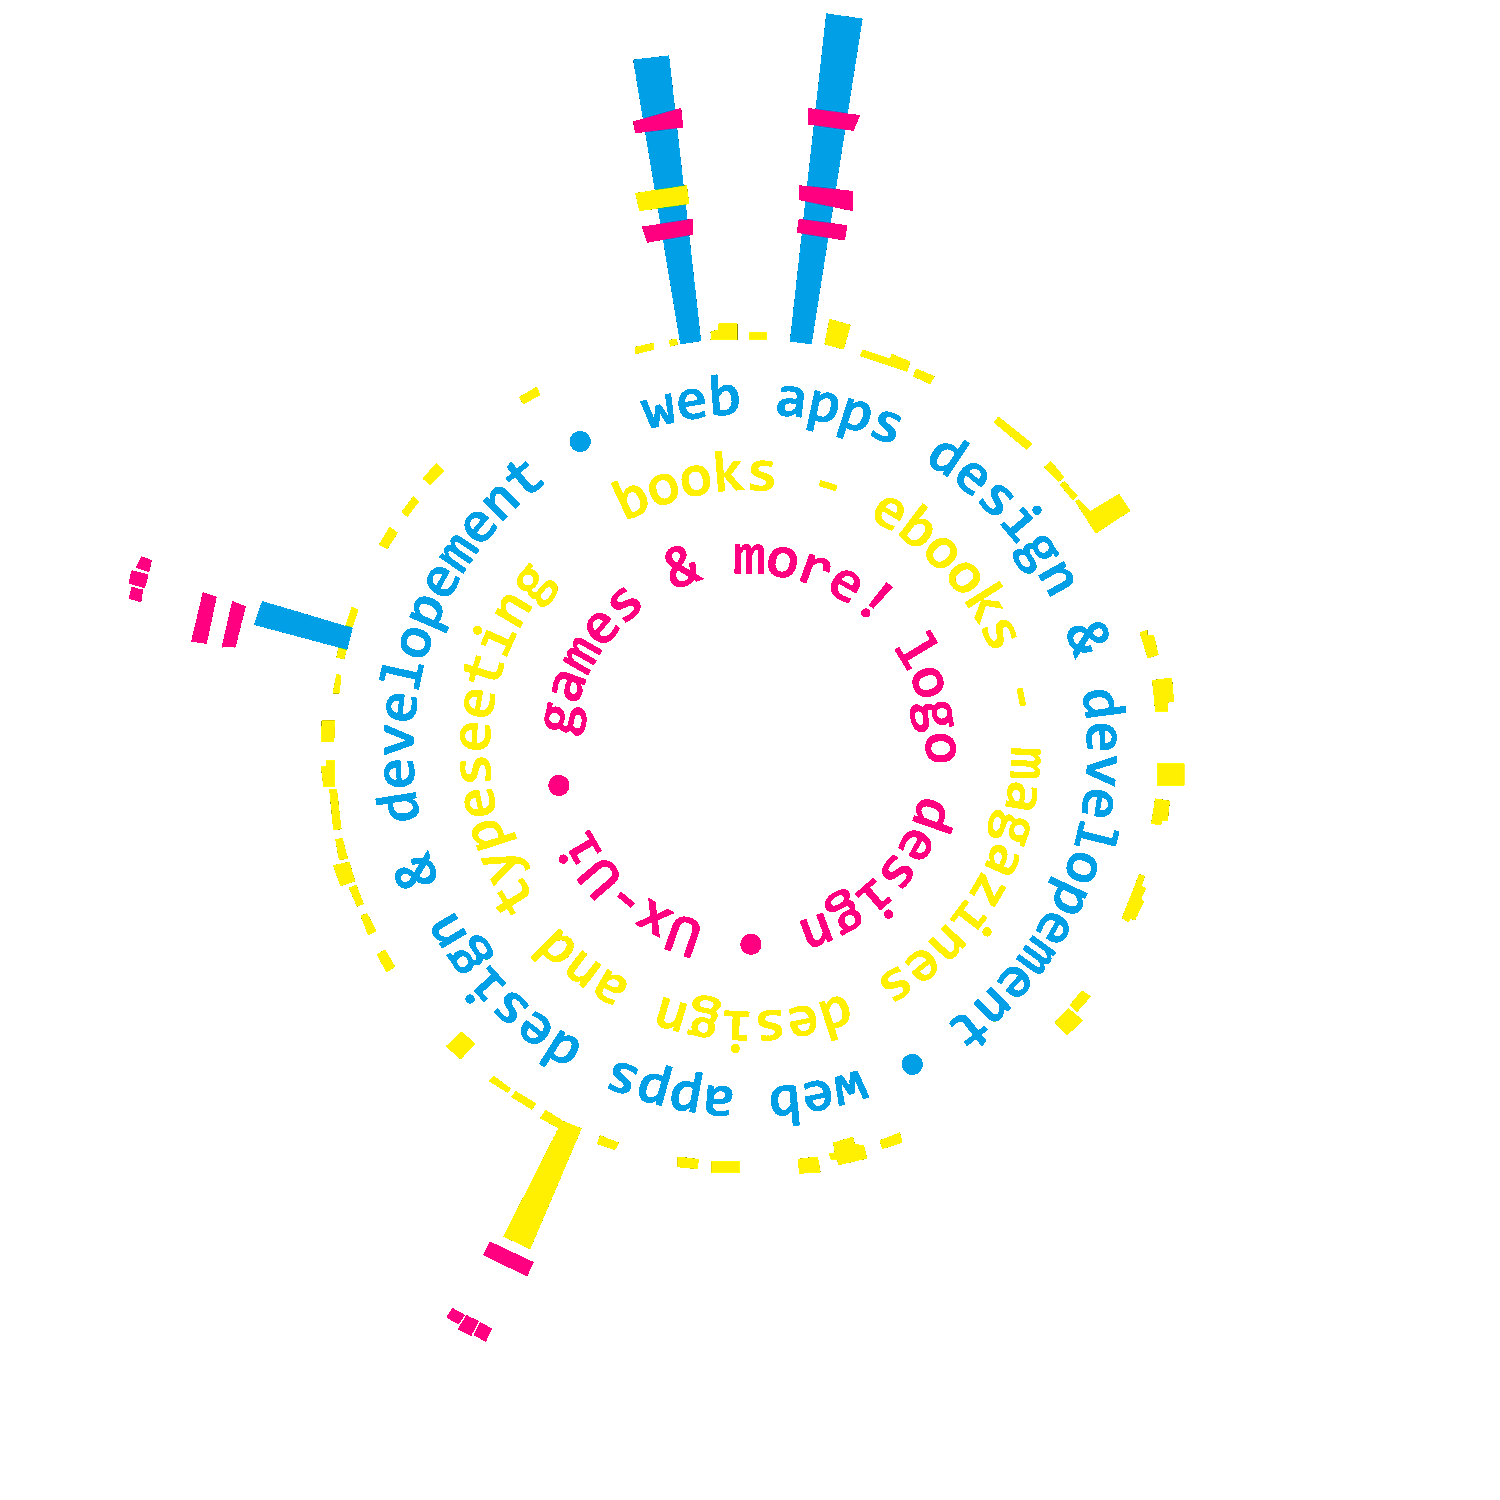 web apps design & developement • web apps design & developement •
books - ebooks - magazines design and typeseeting
logo design • Ux-Ui • games & more!